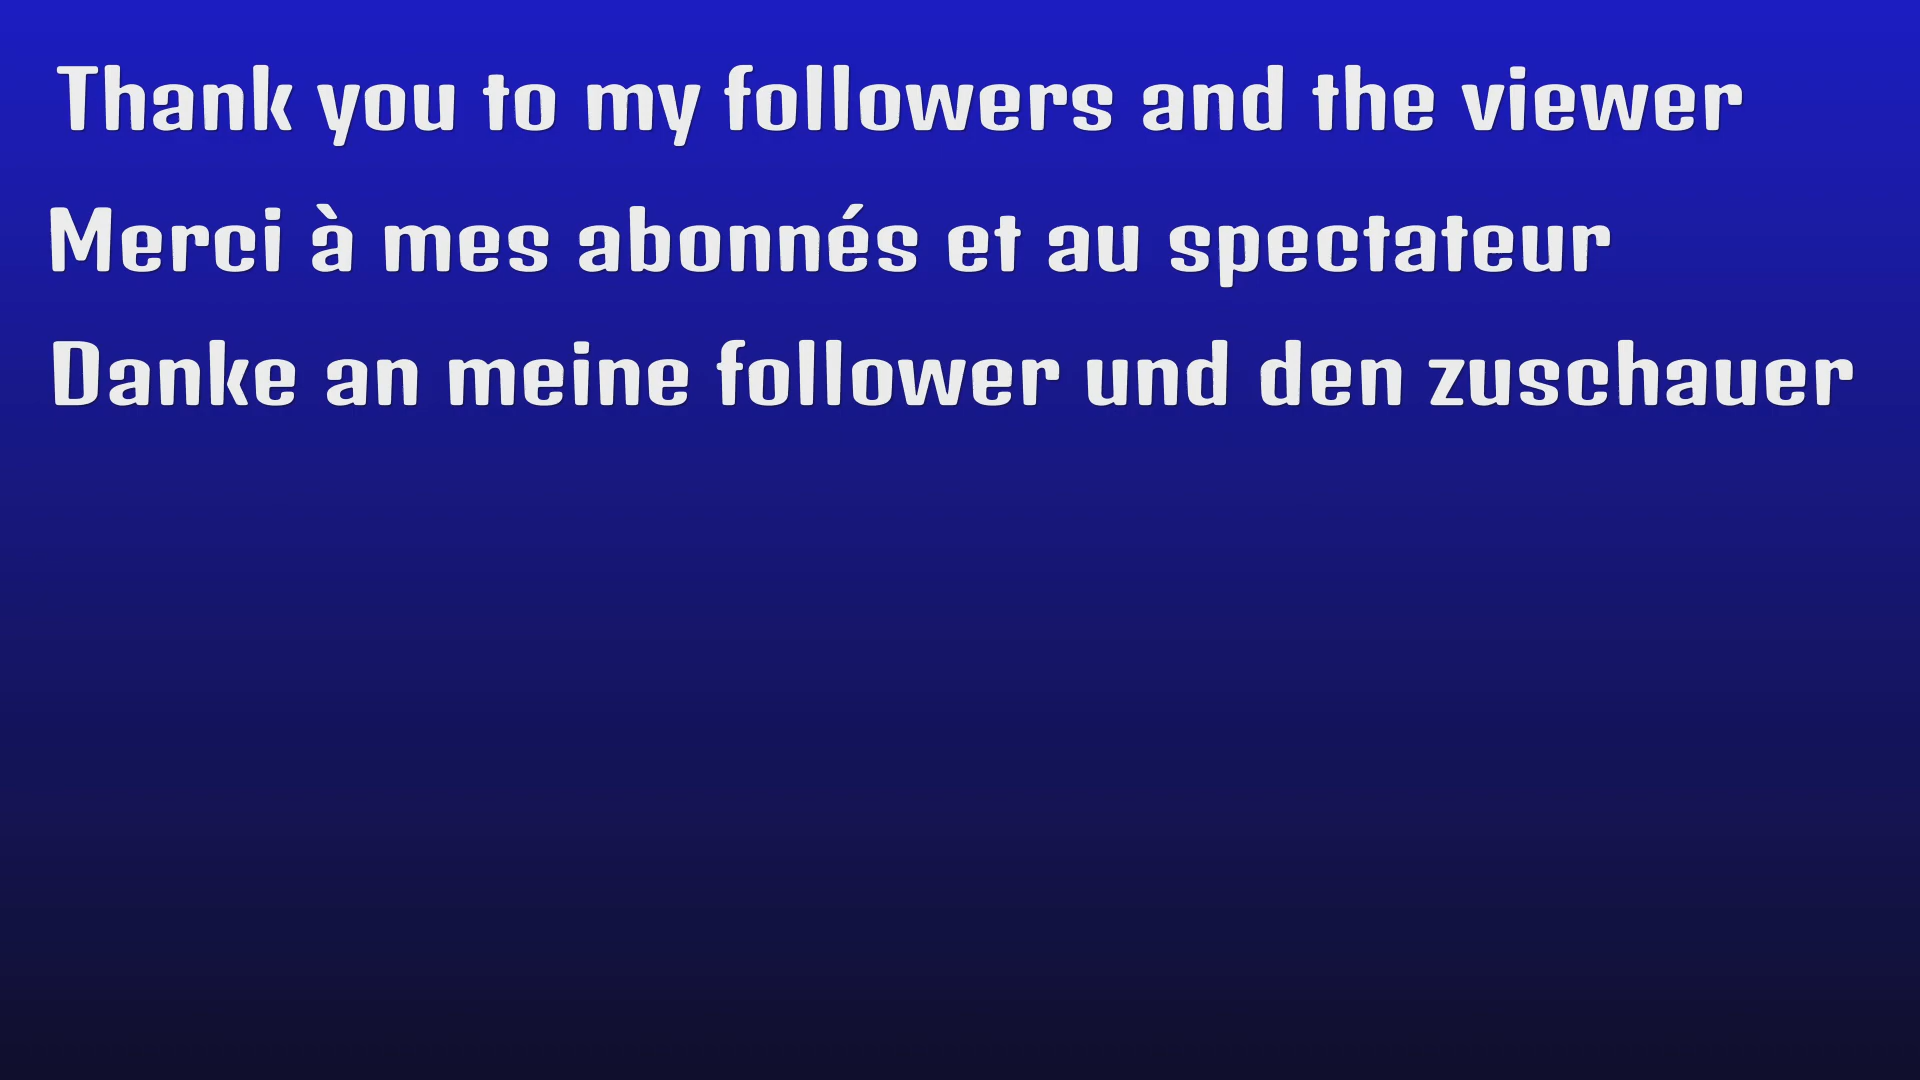 Thank you to my followers and the viewer
Merci à mes abonnés et au spectateur
Danke an meine follower und den zuschauer